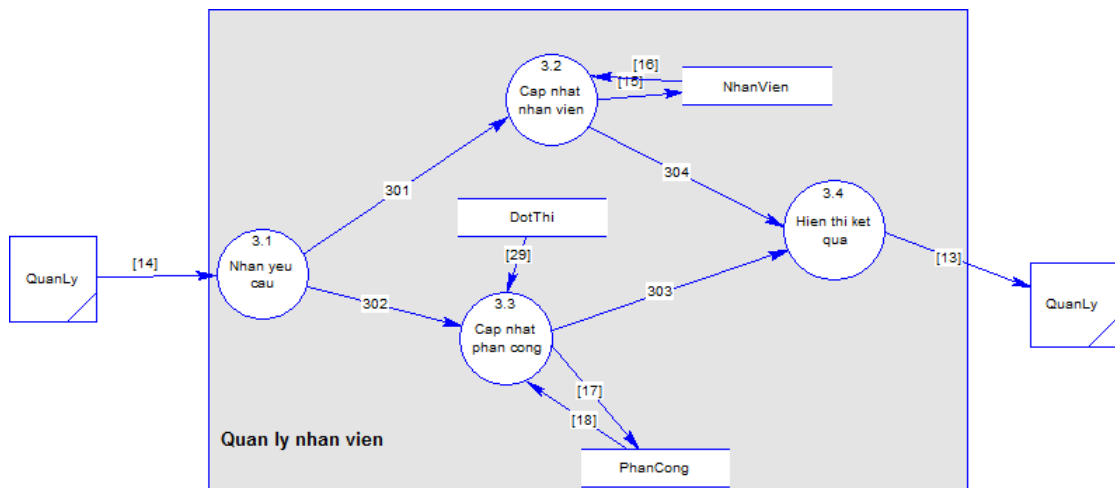 3.2
Cap nhat
nhan vien
[16]
[15]
NhanVien
301
304
3.4
Hien thi ket
qua
DotThi
[29]
3.1
Nhan yeu
cau
QuanLy
[14]
302
3.3
Cap nhat
phan cong
303
[13]
QuanLy
[17]
[18]
PhanCong
Quan ly nhan vien